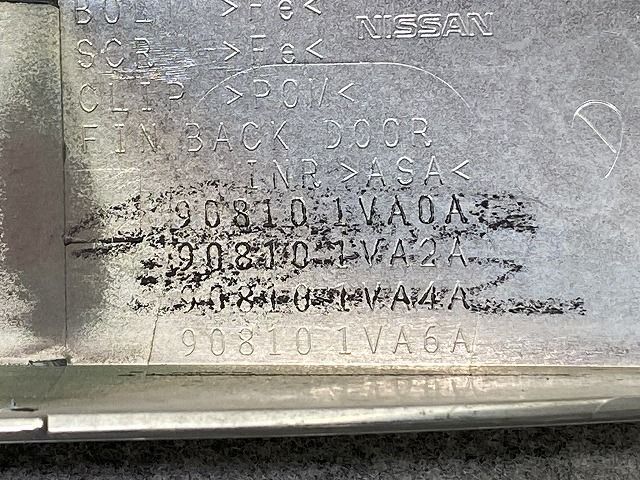 BOLT >Fe<
NISSAN
SCR >Fe<
CLIP >POM<
FIN BACK DOOR
INR >ASA<
90810 1VA0A
90810 1VA2A
90810 1VA4A
90810 1VA6A